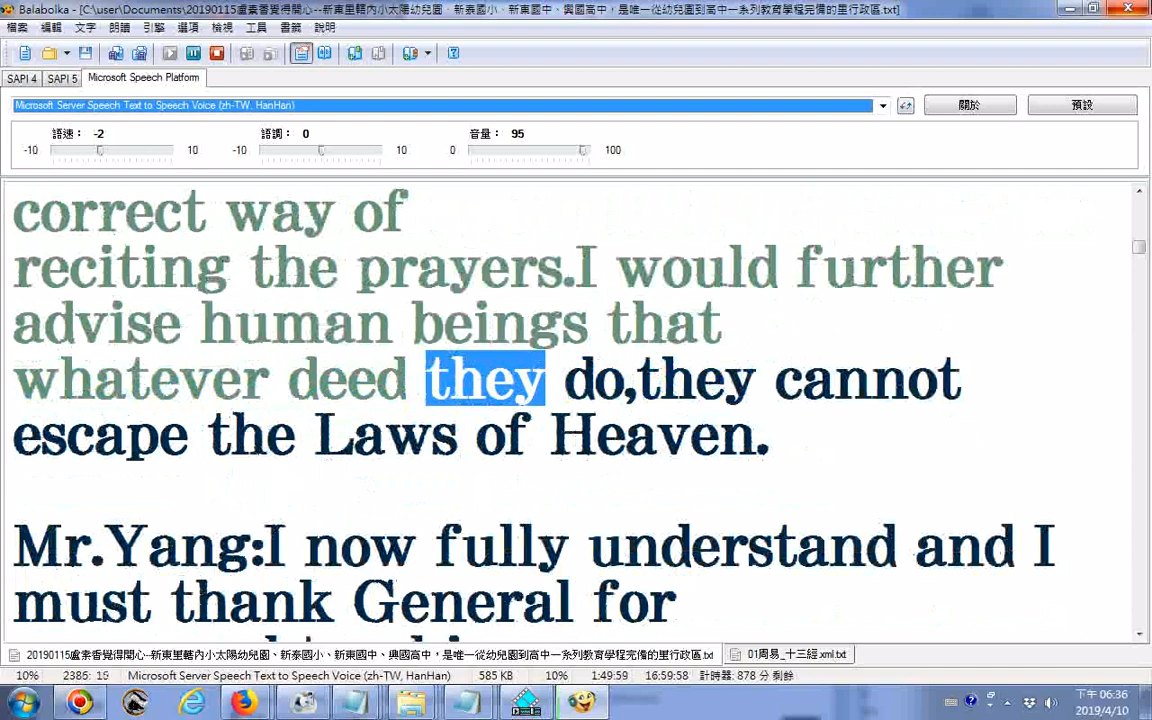 Balabolka - [C:\user\Documents\20190115盧素香覺得開心--新東里轄內小太陽幼兒園、新泰國小、新東國中、興國高中，是唯一從幼兒園到高中一系列教育學程完備的里行政區.txt]
檔案 編輯 文字 朗讀 引擎 選項 檢視 工具 書籤 說明
SAPI 4 SAPI 5 Microsoft Speech Platform
Microsoft Server Speech Text to Speech Voice (zh-TW, HanHan) 關於 預設
語速： -2 語調： 0 音量： 95
-10 10 -10 10 0 100
correct way of
reciting the prayers.I would further
advise human beings that
whatever deed they do,they cannot
escape the Laws of Heaven.
Mr.Yang:I now fully understand and I
must thank General for
20190115盧素香覺得開心--新東里轄內小太陽幼兒園、新泰國小、新東國中、興國高中，是唯一從幼兒園到高中一系列教育學程完備的里行政區.txt 01周易_十三經.xml.txt
10% 2385: 15 Microsoft Server Speech Text to Speech Voice (zh-TW, HanHan) 585 KB 10% 1:49:59 16:59:58 計時器: 878 分 剩餘
下午 06:36
2019/4/10